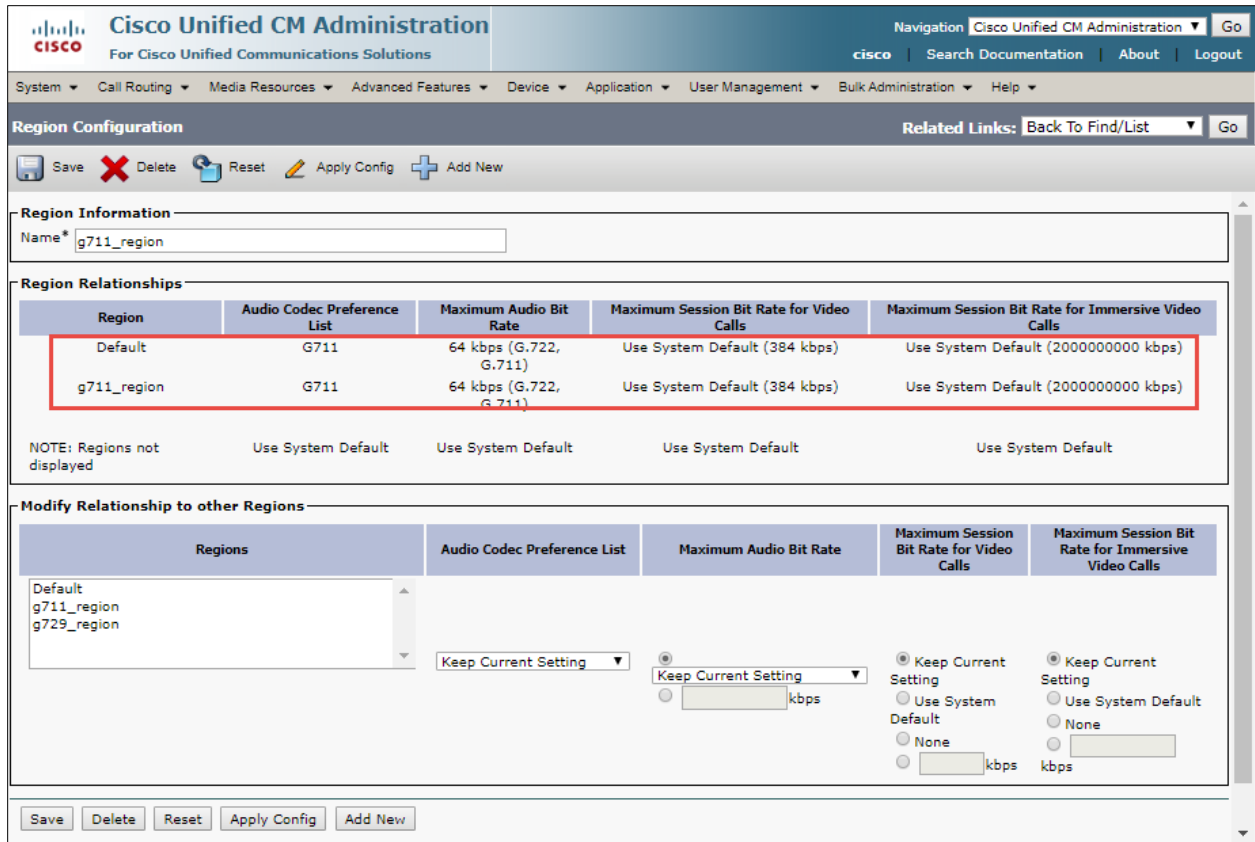 Cisco Unified CM Administration
For Cisco Unified Communications Solutions
CISCO
Navigation Cisco Unified CM Administration Go
cisco | Search Documentation | About | Logout
System Call Routing Media Resources Advanced Features Device Application User Management Bulk Administration Help
Region Configuration
Related Links: Back To Find/List Go
Save Delete Reset Apply Config Add New
Region Information
Name* g711_region
Region Relationships
Region
Audio Codec Preference List
Maximum Audio Bit Rate
Maximum Session Bit Rate for Video Calls
Maximum Session Bit Rate for Immersive Video Calls
Default
G711
64 kbps (G.722, G.711)
Use System Default (384 kbps)
Use System Default (2000000000 kbps)
g711_region
G711
64 kbps (G.722, G.711)
Use System Default (384 kbps)
Use System Default (2000000000 kbps)
NOTE: Regions not displayed
Use System Default
Use System Default
Use System Default
Use System Default
Modify Relationship to other Regions
Regions
Audio Codec Preference List
Maximum Audio Bit Rate
Maximum Session Bit Rate for Video Calls
Maximum Session Bit Rate for Immersive Video Calls
Default
g711_region
g729_region
Keep Current Setting
Keep Current Setting
kbps
Keep Current Setting
Use System Default
None
kbps
Keep Current Setting
Use System Default
None
kbps
Save Delete Reset Apply Config Add New